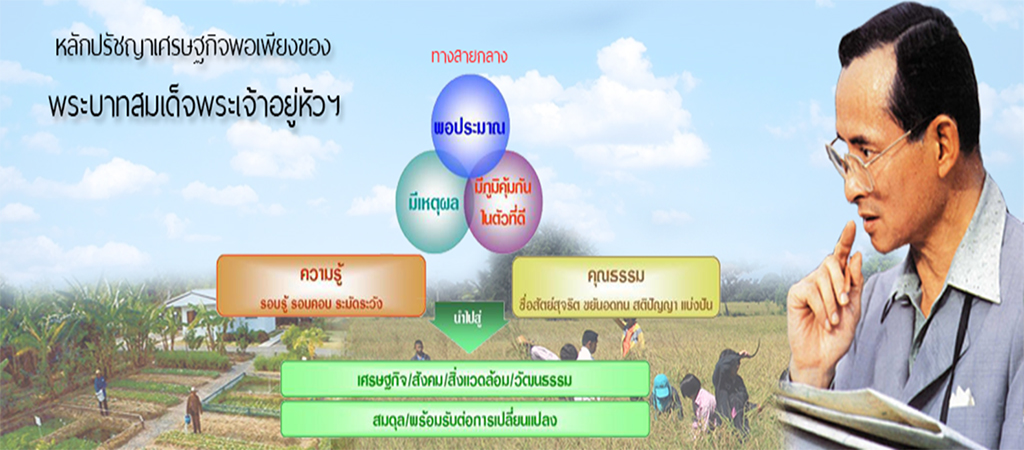 หลักปรัชญาเศรษฐกิจพอเพียงของ
พระบาทสมเด็จพระเจ้าอยู่หัวฯ
ทางสายกลาง
พอประมาณ
มีเหตุผล
มีภูมิคุ้มกัน
ในตัวที่ดี
ความรู้
รอบรู้ รอบคอบ ระมัดระวัง
คุณธรรม
ซื่อสัตย์สุจริต ขยันอดทน สติปัญญา แบ่งปัน
นำไปสู่
เศรษฐกิจ/สังคม/สิ่งแวดล้อม/วัฒนธรรม
สมดุล/พร้อมรับต่อการเปลี่ยนแปลง